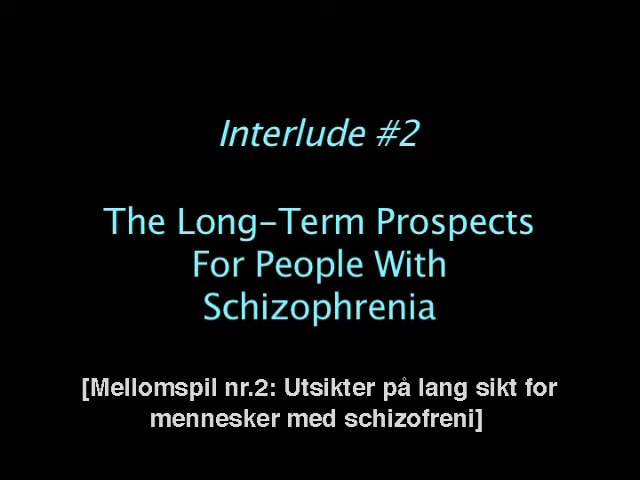 Interlude #2
The Long-Term Prospects
For People With
Schizophrenia
[Mellomspil nr.2: Utsikter på lang sikt for
mennesker med schizofreni]